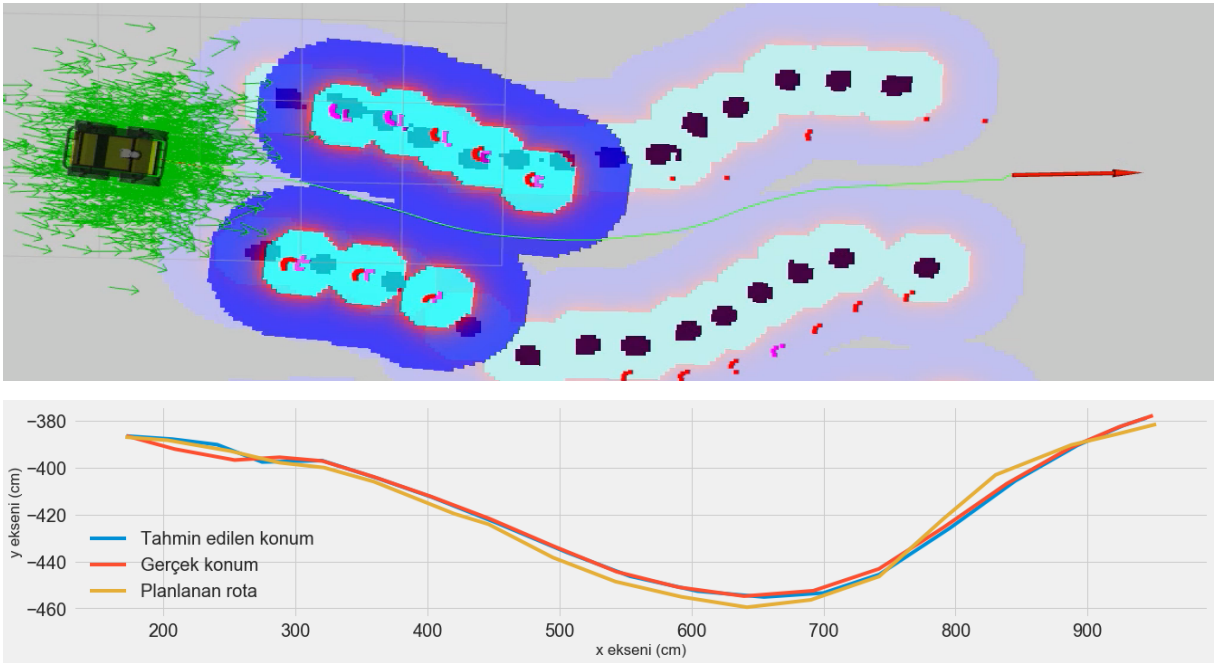 −380
−400
−420
−440
−460
y ekseni (cm)
Tahmin edilen konum
Gerçek konum
Planlanan rota
200 300 400 500 600 700 800 900
x ekseni (cm)